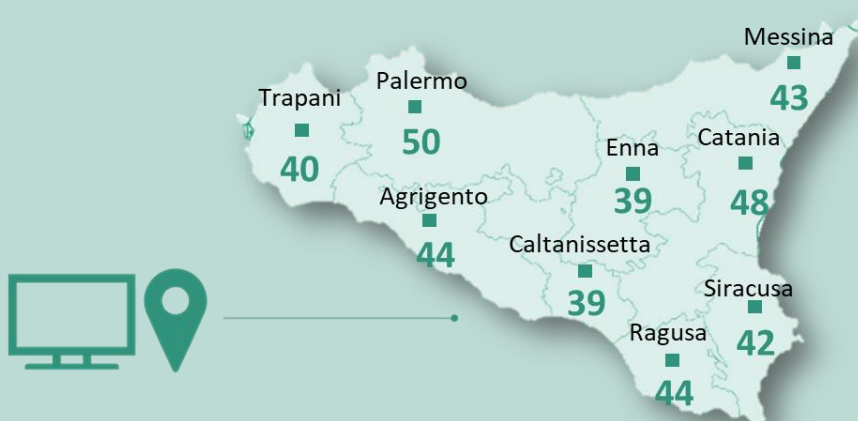 Messina
43
Palermo
50
Trapani
40
Catania
48
Enna
39
Agrigento
44
Caltanissetta
39
Siracusa
42
Ragusa
44